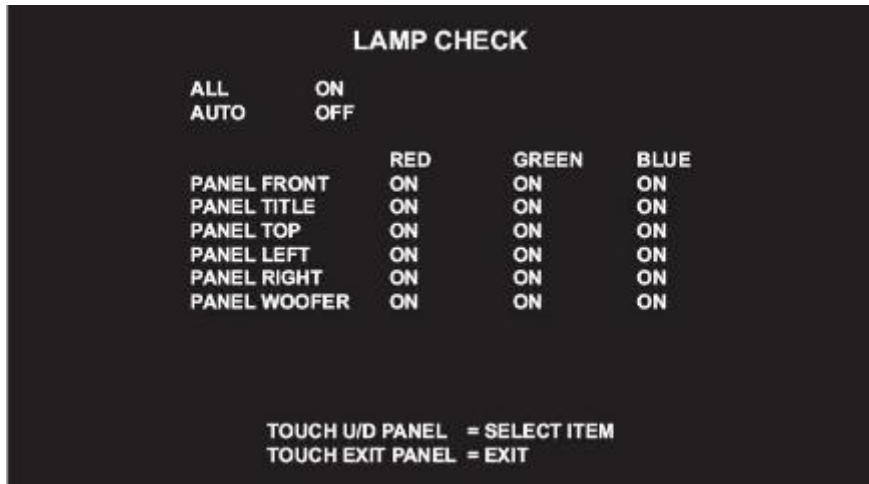 LAMP CHECK
ALL ON
AUTO OFF
RED GREEN BLUE
PANEL FRONT ON ON ON
PANEL TITLE ON ON ON
PANEL TOP ON ON ON
PANEL LEFT ON ON ON
PANEL RIGHT ON ON ON
PANEL WOOFER ON ON ON
TOUCH U/D PANEL = SELECT ITEM
TOUCH EXIT PANEL = EXIT